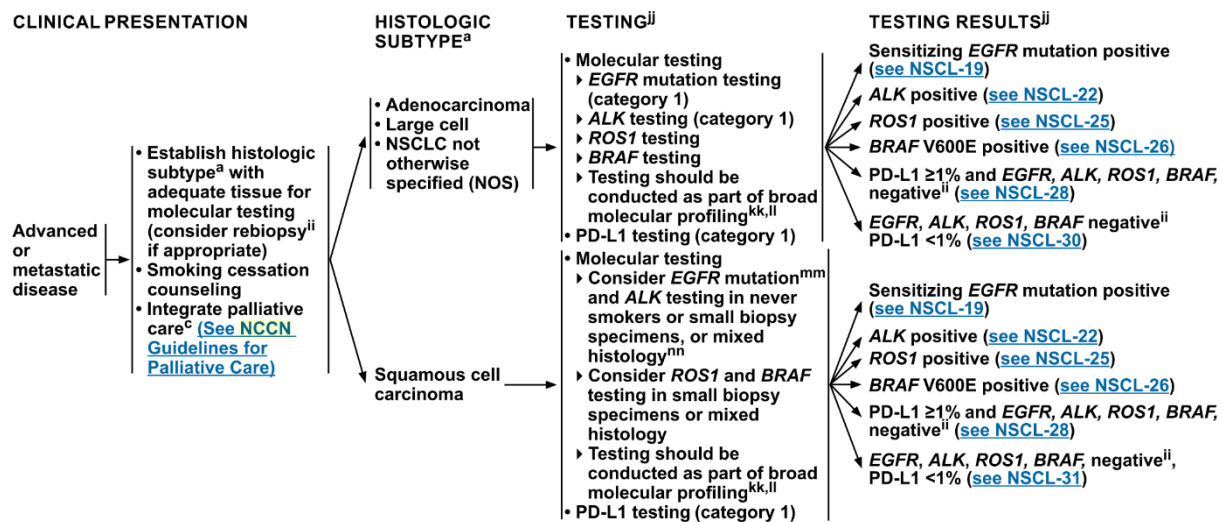 CLINICAL PRESENTATION
HISTOLOGIC
SUBTYPEa
TESTINGjj
TESTING RESULTSjj
Advanced
or
metastatic
disease
• Establish histologic
subtypea with
adequate tissue for
molecular testing
(consider rebiopsyii
if appropriate)
• Smoking cessation
counseling
• Integrate palliative
carec (See NCCN
Guidelines for
Palliative Care)
• Adenocarcinoma
• Large cell
• NSCLC not
otherwise
specified (NOS)
• Molecular testing
▸ EGFR mutation testing
(category 1)
▸ ALK testing (category 1)
▸ ROS1 testing
▸ BRAF testing
▸ Testing should be
conducted as part of broad
molecular profilingkk,ll
• PD-L1 testing (category 1)
Sensitizing EGFR mutation positive
(see NSCL-19)
ALK positive (see NSCL-22)
ROS1 positive (see NSCL-25)
BRAF V600E positive (see NSCL-26)
PD-L1 ≥1% and EGFR, ALK, ROS1, BRAF,
negativeii (see NSCL-28)
EGFR, ALK, ROS1, BRAF negativeii
PD-L1 <1% (see NSCL-30)
Squamous cell
carcinoma
• Molecular testing
▸ Consider EGFR mutationmm
and ALK testing in never
smokers or small biopsy
specimens, or mixed
histologynn
▸ Consider ROS1 and BRAF
testing in small biopsy
specimens or mixed
histology
▸ Testing should be
conducted as part of broad
molecular profilingkk,ll
• PD-L1 testing (category 1)
Sensitizing EGFR mutation positive
(see NSCL-19)
ALK positive (see NSCL-22)
ROS1 positive (see NSCL-25)
BRAF V600E positive (see NSCL-26)
PD-L1 ≥1% and EGFR, ALK, ROS1, BRAF,
negativeii (see NSCL-28)
EGFR, ALK, ROS1, BRAF, negativeii,
PD-L1 <1% (see NSCL-31)